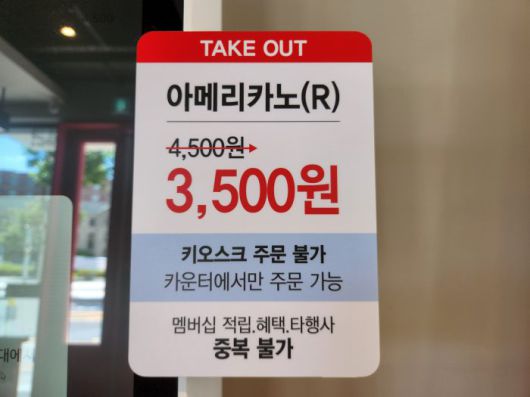 TAKE OUT
아메리카노(R)
4,500원
3,500원
키오스크 주문 불가
카운터에서만 주문 가능
멤버십 적립.혜택.타행사
중복 불가